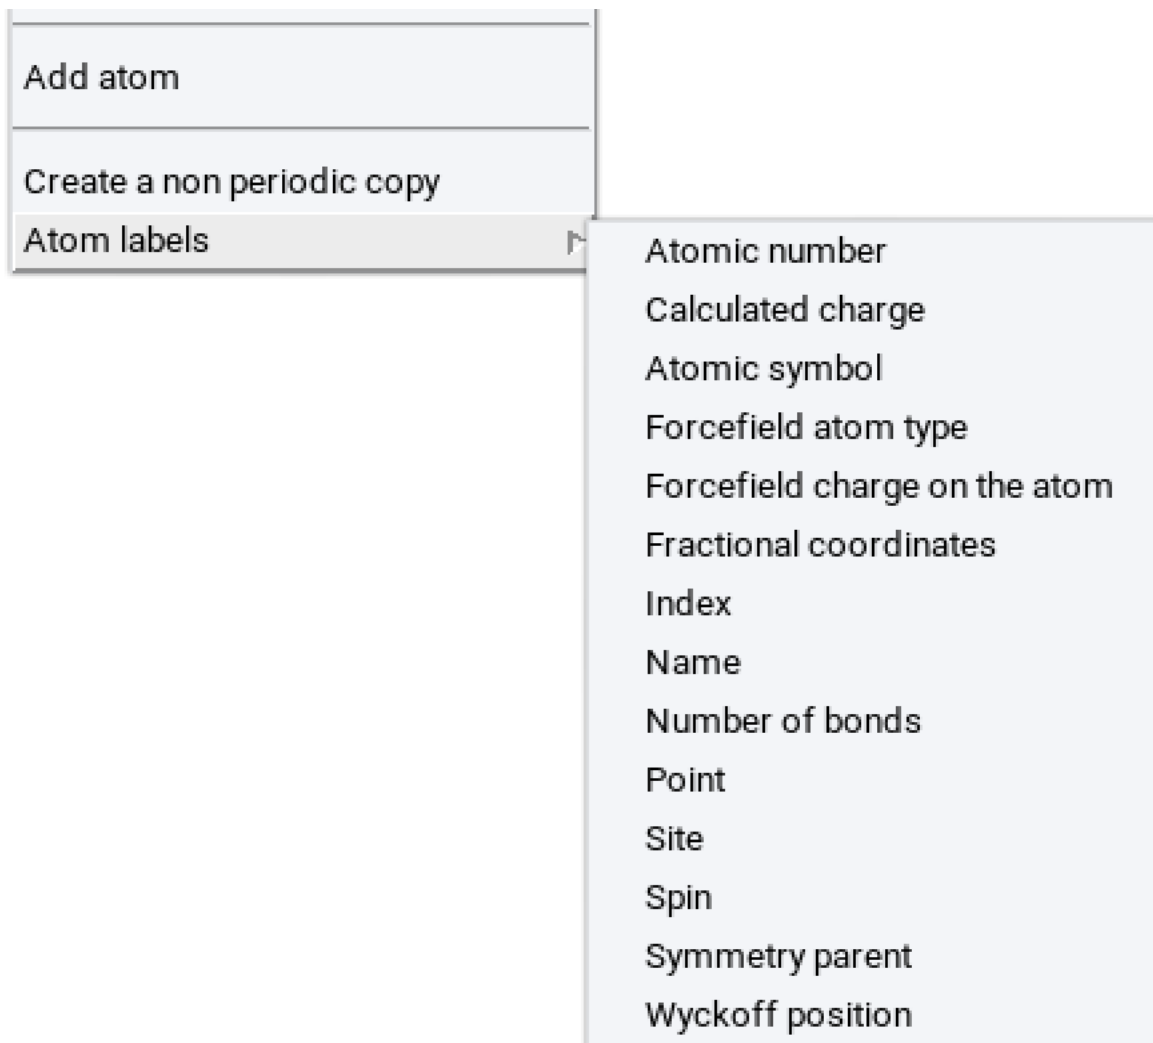 Add atom
Create a non periodic copy
Atom labels
Atomic number
Calculated charge
Atomic symbol
Forcefield atom type
Forcefield charge on the atom
Fractional coordinates
Index
Name
Number of bonds
Point
Site
Spin
Symmetry parent
Wyckoff position